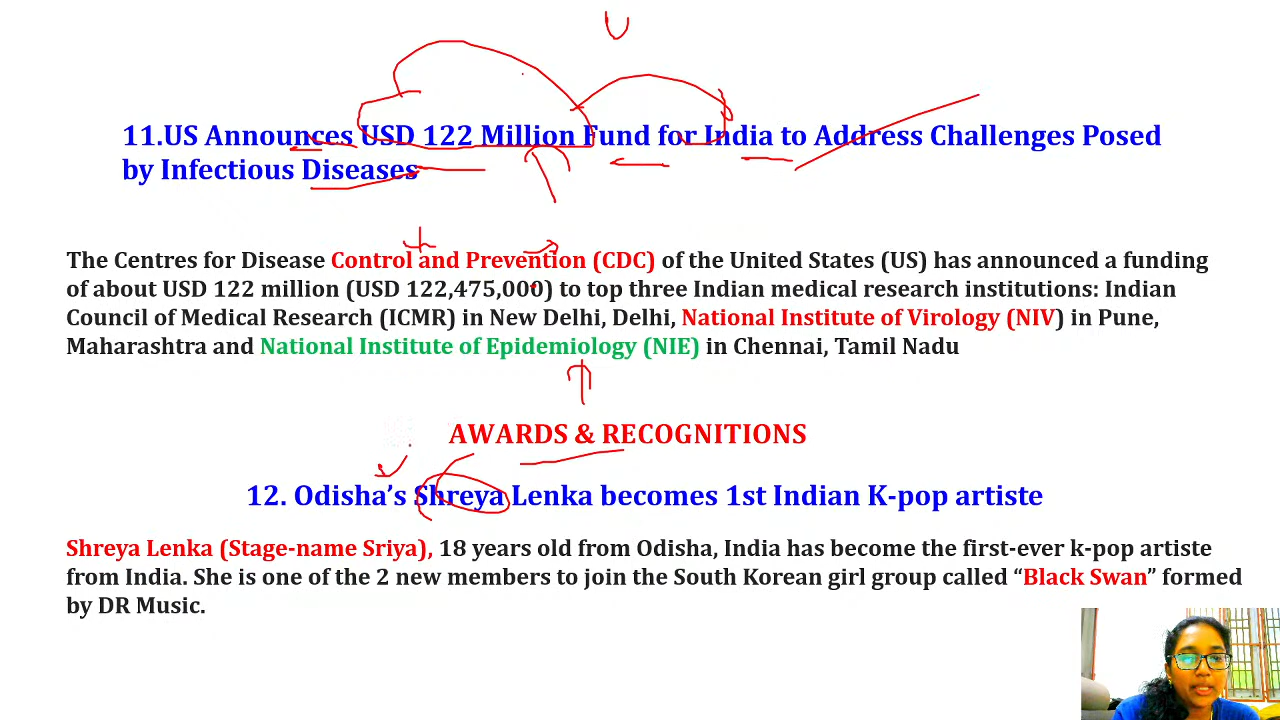 11.US Announces USD 122 Million Fund for India to Address Challenges Posed
by Infectious Diseases
The Centres for Disease Control and Prevention (CDC) of the United States (US) has announced a funding
of about USD 122 million (USD 122,475,000) to top three Indian medical research institutions: Indian
Council of Medical Research (ICMR) in New Delhi, Delhi, National Institute of Virology (NIV) in Pune,
Maharashtra and National Institute of Epidemiology (NIE) in Chennai, Tamil Nadu
AWARDS & RECOGNITIONS
12. Odisha’s Shreya Lenka becomes 1st Indian K-pop artiste
Shreya Lenka (Stage-name Sriya), 18 years old from Odisha, India has become the first-ever k-pop artiste
from India. She is one of the 2 new members to join the South Korean girl group called “Black Swan” formed
by DR Music.